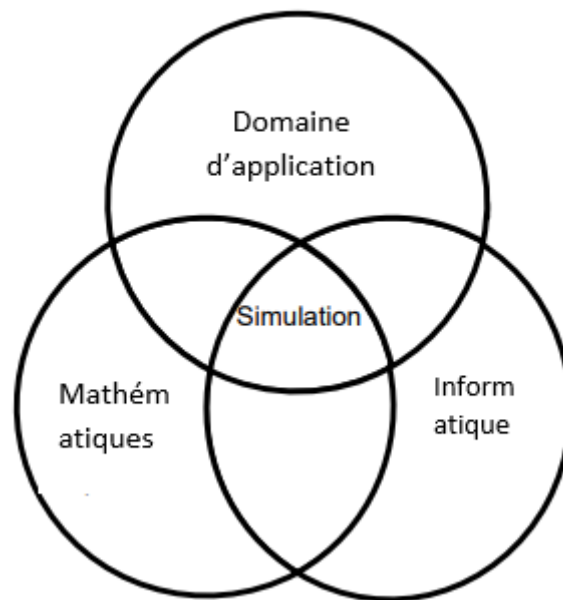 Domaine
d’application
Simulation
Mathém
atiques
Inform
atique